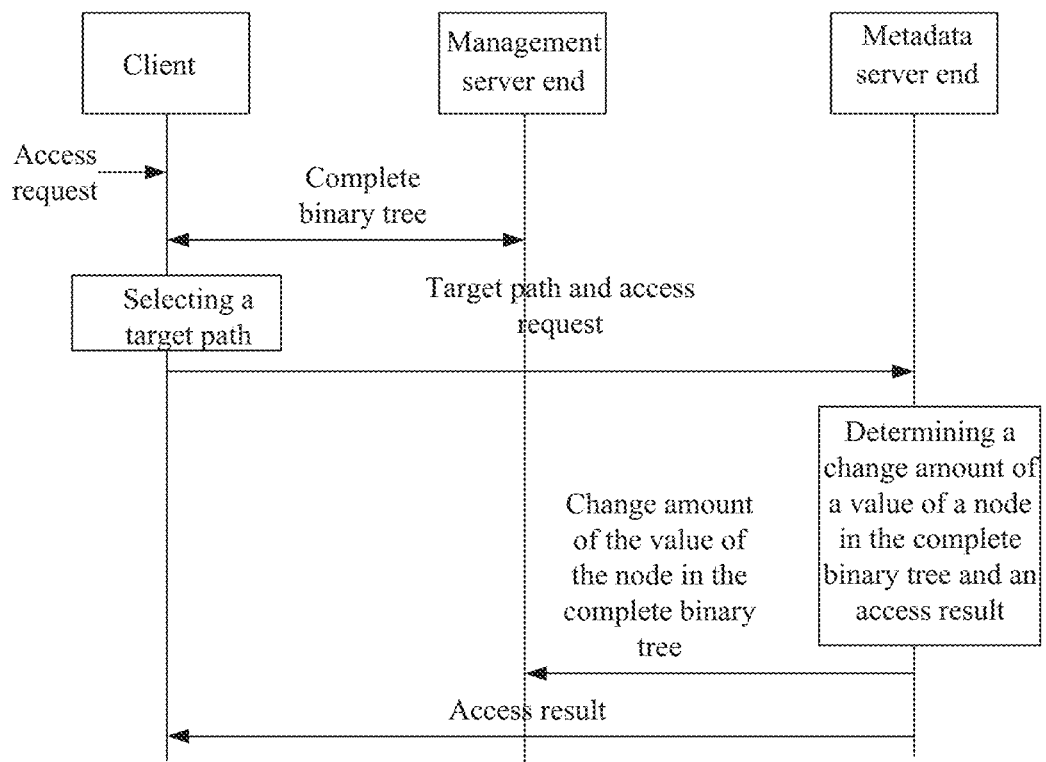 Client
Management
server end
Metadata
server end
Access
request
Complete
binary tree
Selecting a
target path
Target path and access
request
Determining a
change amount of
a value of a node
in the complete
binary tree and an
access result
Change amount
of the value of
the node in the
complete binary
tree
Access result